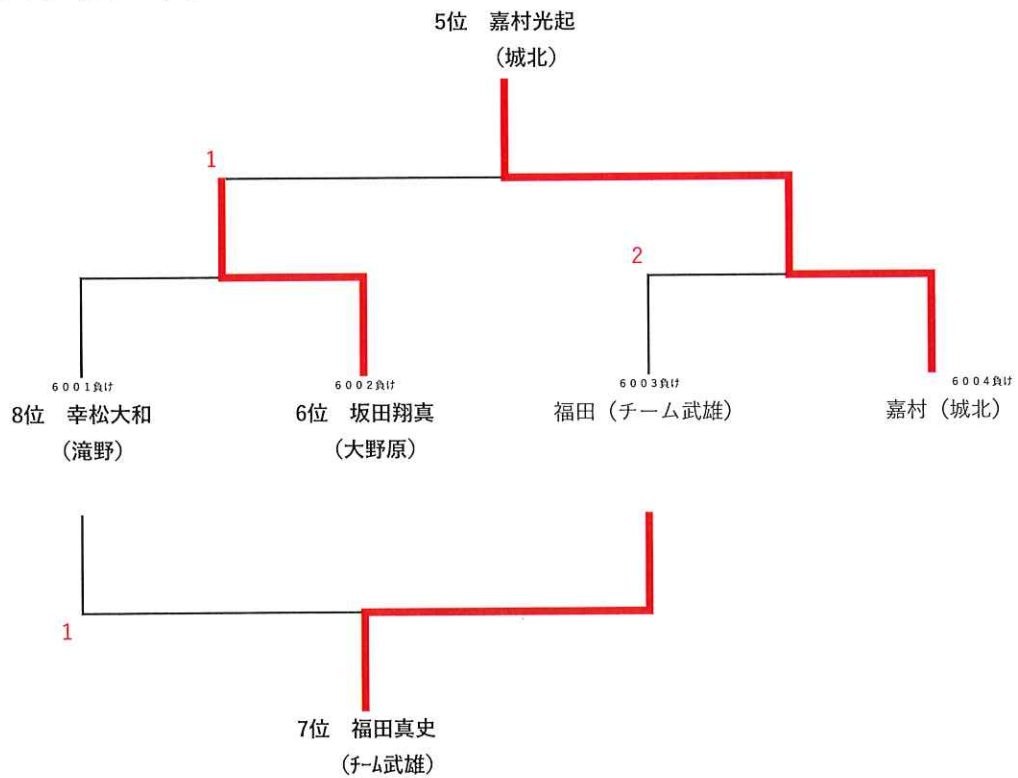 5位 嘉村光起
(城北)
1
2
6001負け
6002負け
6003負け
6004負け
8位 幸松大和
(滝野)
6位 坂田翔真
(大野原)
福田(チーム武雄)
嘉村(城北)
1
7位 福田真史
(ﾁｰﾑ武雄)